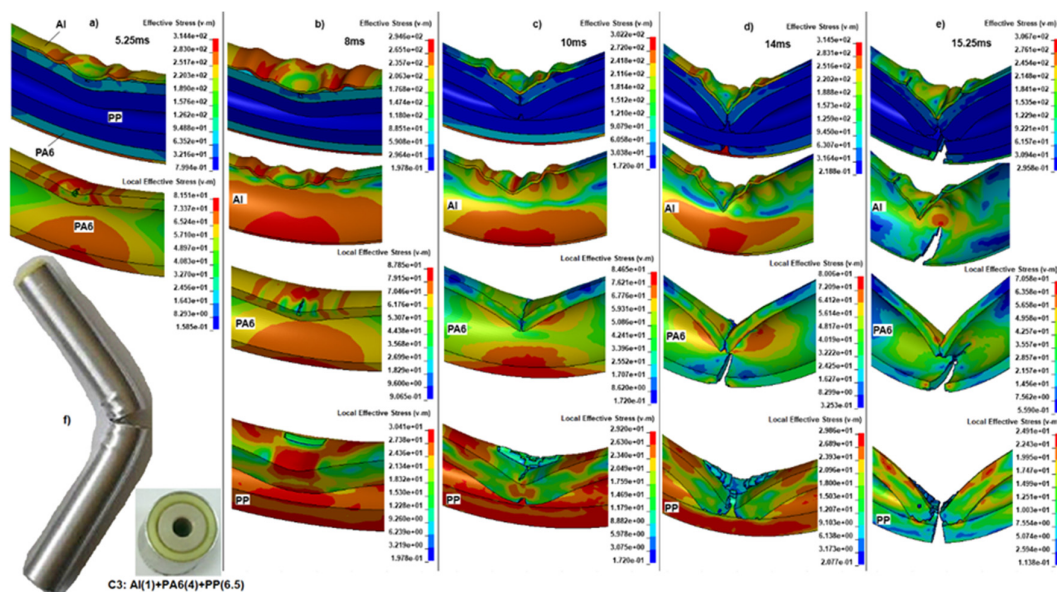 a)
5.25ms
Al
PP
PA6
Effective Stress (v-m)
3.144e+02
2.830e+02
2.517e+02
2.203e+02
1.890e+02
1.576e+02
1.262e+02
9.488e+01
6.352e+01
3.216e+01
7.994e-01
PA6
Local Effective Stress (v-m)
8.151e+01
7.337e+01
6.524e+01
5.710e+01
4.897e+01
4.083e+01
3.270e+01
2.456e+01
1.643e+01
8.293e+00
1.585e-01
b)
8ms
Effective Stress (v-m)
2.946e+02
2.651e+02
2.357e+02
2.063e+02
1.768e+02
1.474e+02
1.180e+02
8.851e+01
5.908e+01
2.964e+01
1.978e-01
Al
Local Effective Stress (v-m)
8.785e+01
7.915e+01
7.046e+01
6.176e+01
5.307e+01
4.438e+01
3.568e+01
2.699e+01
1.829e+01
9.600e+00
9.065e-01
PA6
Local Effective Stress (v-m)
3.041e+01
2.738e+01
2.436e+01
2.134e+01
1.832e+01
1.530e+01
1.228e+01
9.260e+00
6.239e+00
3.219e+00
1.978e-01
PP
c)
10ms
Effective Stress (v-m)
3.022e+02
2.720e+02
2.418e+02
2.116e+02
1.814e+02
1.512e+02
1.210e+02
9.079e+01
6.058e+01
3.038e+01
1.720e-01
Al
Local Effective Stress (v-m)
8.465e+01
7.621e+01
6.776e+01
5.931e+01
5.086e+01
4.241e+01
3.396e+01
2.552e+01
1.707e+01
8.620e+00
1.720e-01
PA6
Local Effective Stress (v-m)
2.920e+01
2.630e+01
2.340e+01
2.049e+01
1.759e+01
1.469e+01
1.179e+01
8.882e+00
5.978e+00
3.075e+00
1.720e-01
PP
d)
14ms
Effective Stress (v-m)
3.145e+02
2.831e+02
2.516e+02
2.202e+02
1.888e+02
1.573e+02
1.259e+02
9.450e+01
6.307e+01
3.164e+01
2.188e-01
Al
Local Effective Stress (v-m)
8.006e+01
7.209e+01
6.412e+01
5.614e+01
4.817e+01
4.019e+01
3.222e+01
2.425e+01
1.627e+01
8.299e+00
3.253e-01
PA6
Local Effective Stress (v-m)
2.986e+01
2.689e+01
2.393e+01
2.096e+01
1.800e+01
1.503e+01
1.207e+01
9.103e+00
6.138e+00
3.173e+00
2.077e-01
PP
e)
15.25ms
Effective Stress (v-m)
3.067e+02
2.761e+02
2.454e+02
2.148e+02
1.841e+02
1.535e+02
1.229e+02
9.221e+01
6.157e+01
3.094e+01
2.958e-01
Al
Local Effective Stress (v-m)
7.058e+01
6.358e+01
5.658e+01
4.958e+01
4.257e+01
3.557e+01
2.857e+01
2.157e+01
1.456e+01
7.562e+00
5.590e-01
PA6
Local Effective Stress (v-m)
2.491e+01
2.243e+01
1.995e+01
1.747e+01
1.499e+01
1.251e+01
1.003e+01
7.554e+00
5.074e+00
2.594e+00
1.138e-01
PP
f)
C3: Al(1)+PA6(4)+PP(6.5)